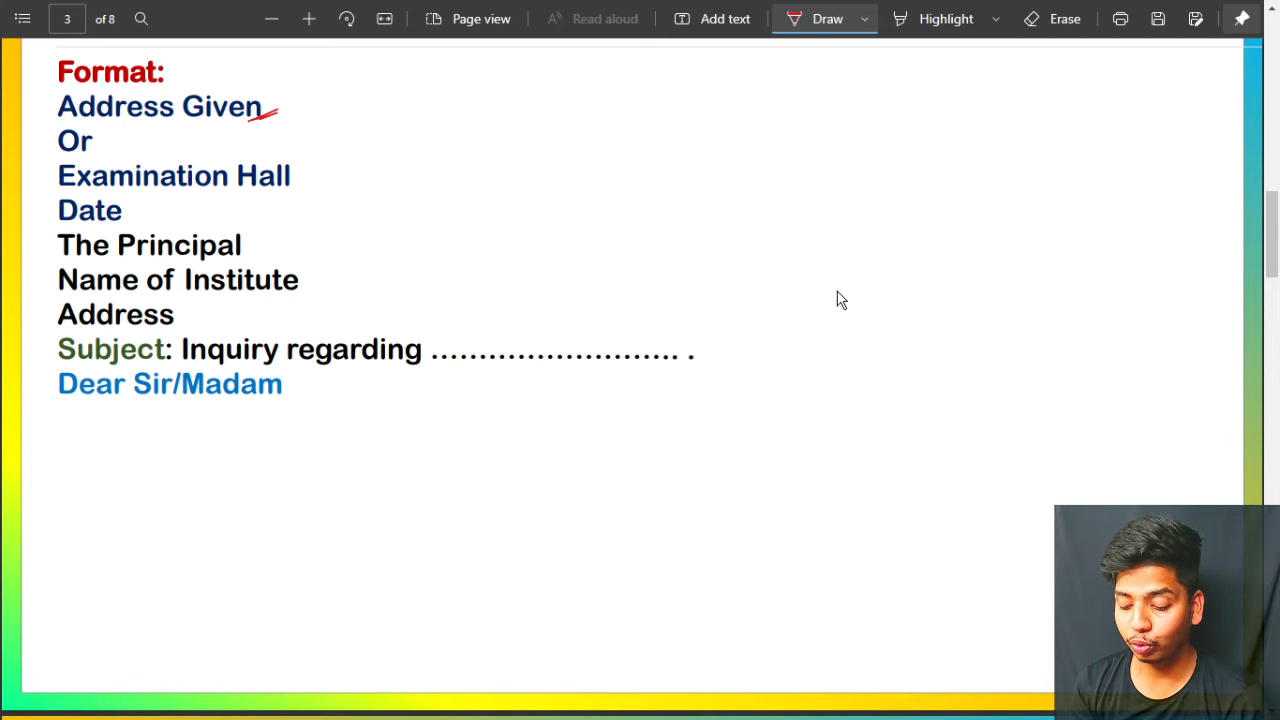 3 of 8 Page view Read aloud Add text Draw Highlight Erase
Format:
Address Given
Or
Examination Hall
Date
The Principal
Name of Institute
Address
Subject: Inquiry regarding ……………………. .
Dear Sir/Madam